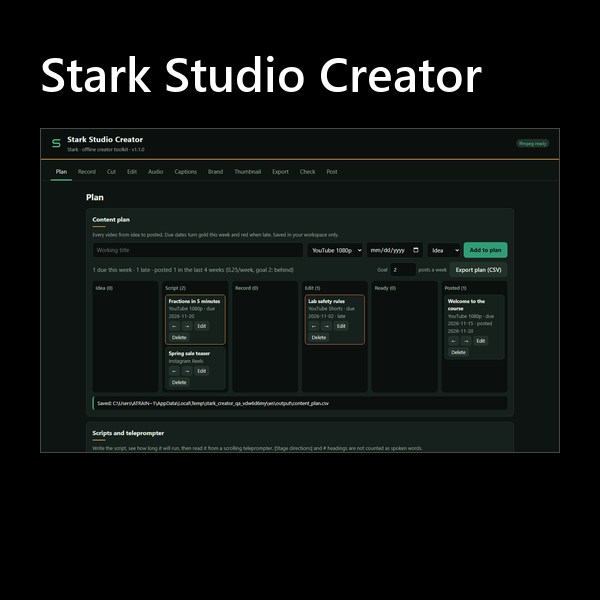 Stark Studio Creator
Stark Studio Creator
Stark · offline creator toolkit · v1.1.0
ffmpeg ready
Plan Record Cut Edit Audio Captions Brand Thumbnail Export Check Post
Plan
Content plan
Every video from idea to posted. Due dates turn gold this week and red when late. Saved in your workspace only.
Working title YouTube 1080p mm/dd/yyyy Idea Add to plan
1 due this week · 1 late · posted 1 in the last 4 weeks (0.25/week, goal 2: behind) Goal 2 posts a week Export plan (CSV)
Idea (0) Script (2) Record (0) Edit (1) Ready (0) Posted (1)
Fractions in 5 minutes
YouTube 1080p · due
2026-11-20
← → Edit
Delete
Spring sale teaser
Instagram Reels
← → Edit
Delete
Lab safety rules
YouTube Shorts · due
2026-11-02 · late
← → Edit
Delete
Welcome to the
course
YouTube 1080p · due
2026-11-15 · posted
2026-11-20
← → Edit
Delete
Scripts and teleprompter
Write the script, see how long it will run, then read it from a scrolling teleprompter. [Stage directions] and # headings are not counted as spoken words.